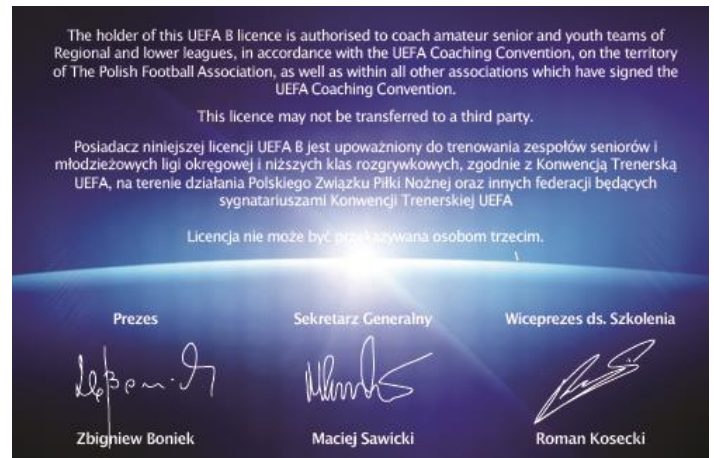 The holder of this UEFA B licence is authorised to coach amateur senior and youth teams of
Regional and lower leagues, in accordance with the UEFA Coaching Convention, on the territory
of The Polish Football Association, as well as within all other associations which have signed the
UEFA Coaching Convention.
This licence may not be transferred to a third party.
Posiadacz niniejszej licencji UEFA B jest upoważniony do trenowania zespołów seniorów i
młodzieżowych ligi okręgowej i niższych klas rozgrywkowych, zgodnie z Konwencją Trenerską
UEFA, na terenie działania Polskiego Związku Piłki Nożnej oraz innych federacji będących
sygnatariuszami Konwencji Trenerskiej UEFA
Licencja nie może być przekazywana osobom trzecim.
Prezes Sekretarz Generalny Wiceprezes ds. Szkolenia
Zbigniew Boniek Maciej Sawicki Roman Kosecki